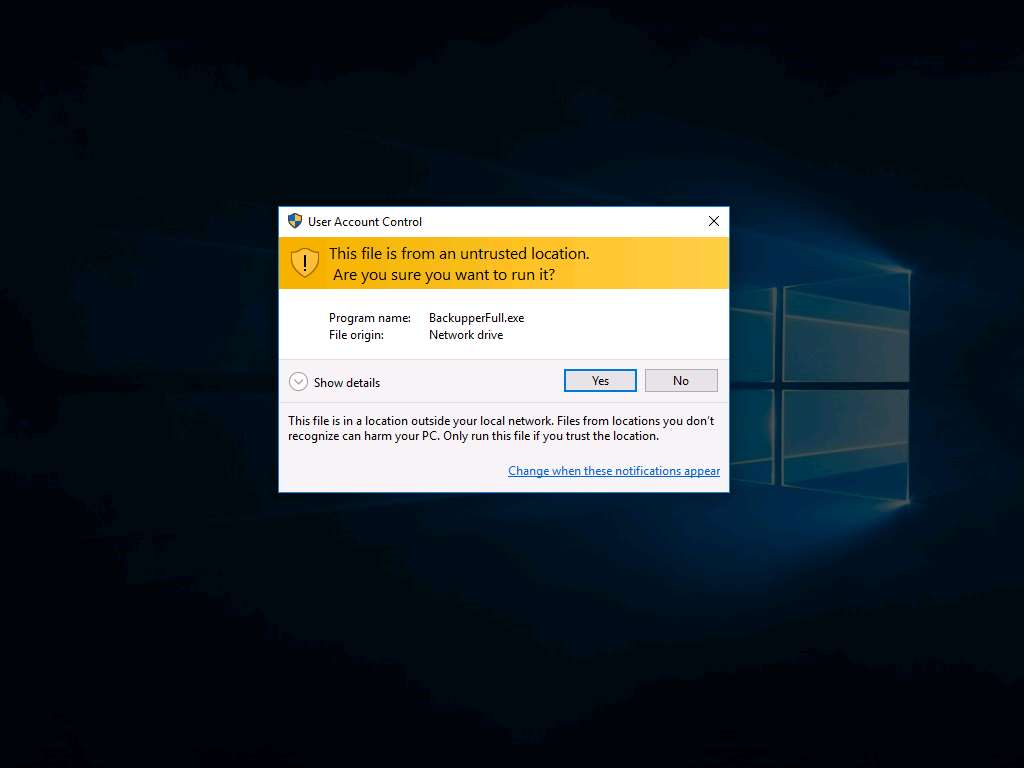 User Account Control
This file is from an untrusted location.
Are you sure you want to run it?
Program name: BackupperFull.exe
File origin: Network drive
Show details
Yes
No
This file is in a location outside your local network. Files from locations you don't
recognize can harm your PC. Only run this file if you trust the location.
Change when these notifications appear